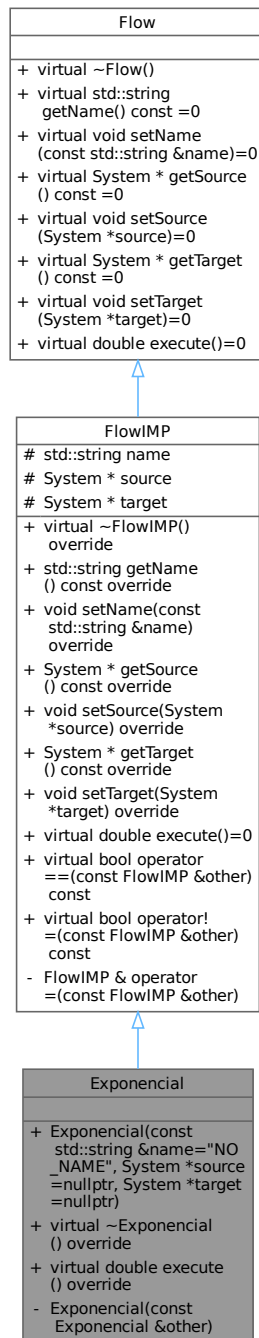 Flow
+ virtual ~Flow()
+ virtual std::string
getName() const =0
+ virtual void setName
(const std::string &name)=0
+ virtual System * getSource
() const =0
+ virtual void setSource
(System *source)=0
+ virtual System * getTarget
() const =0
+ virtual void setTarget
(System *target)=0
+ virtual double execute()=0
FlowIMP
# std::string name
# System * source
# System * target
+ virtual ~FlowIMP()
override
+ std::string getName
() const override
+ void setName(const
std::string &name)
override
+ System * getSource
() const override
+ void setSource(System
*source) override
+ System * getTarget
() const override
+ void setTarget(System
*target) override
+ virtual double execute()=0
+ virtual bool operator
==(const FlowIMP &other)
const
+ virtual bool operator!
=(const FlowIMP &other)
const
- FlowIMP & operator
=(const FlowIMP &other)
Exponencial
+ Exponencial(const
std::string &name="NO
_NAME", System *source
=nullptr, System *target
=nullptr)
+ virtual ~Exponencial
() override
+ virtual double execute
() override
- Exponencial(const
Exponencial &other)